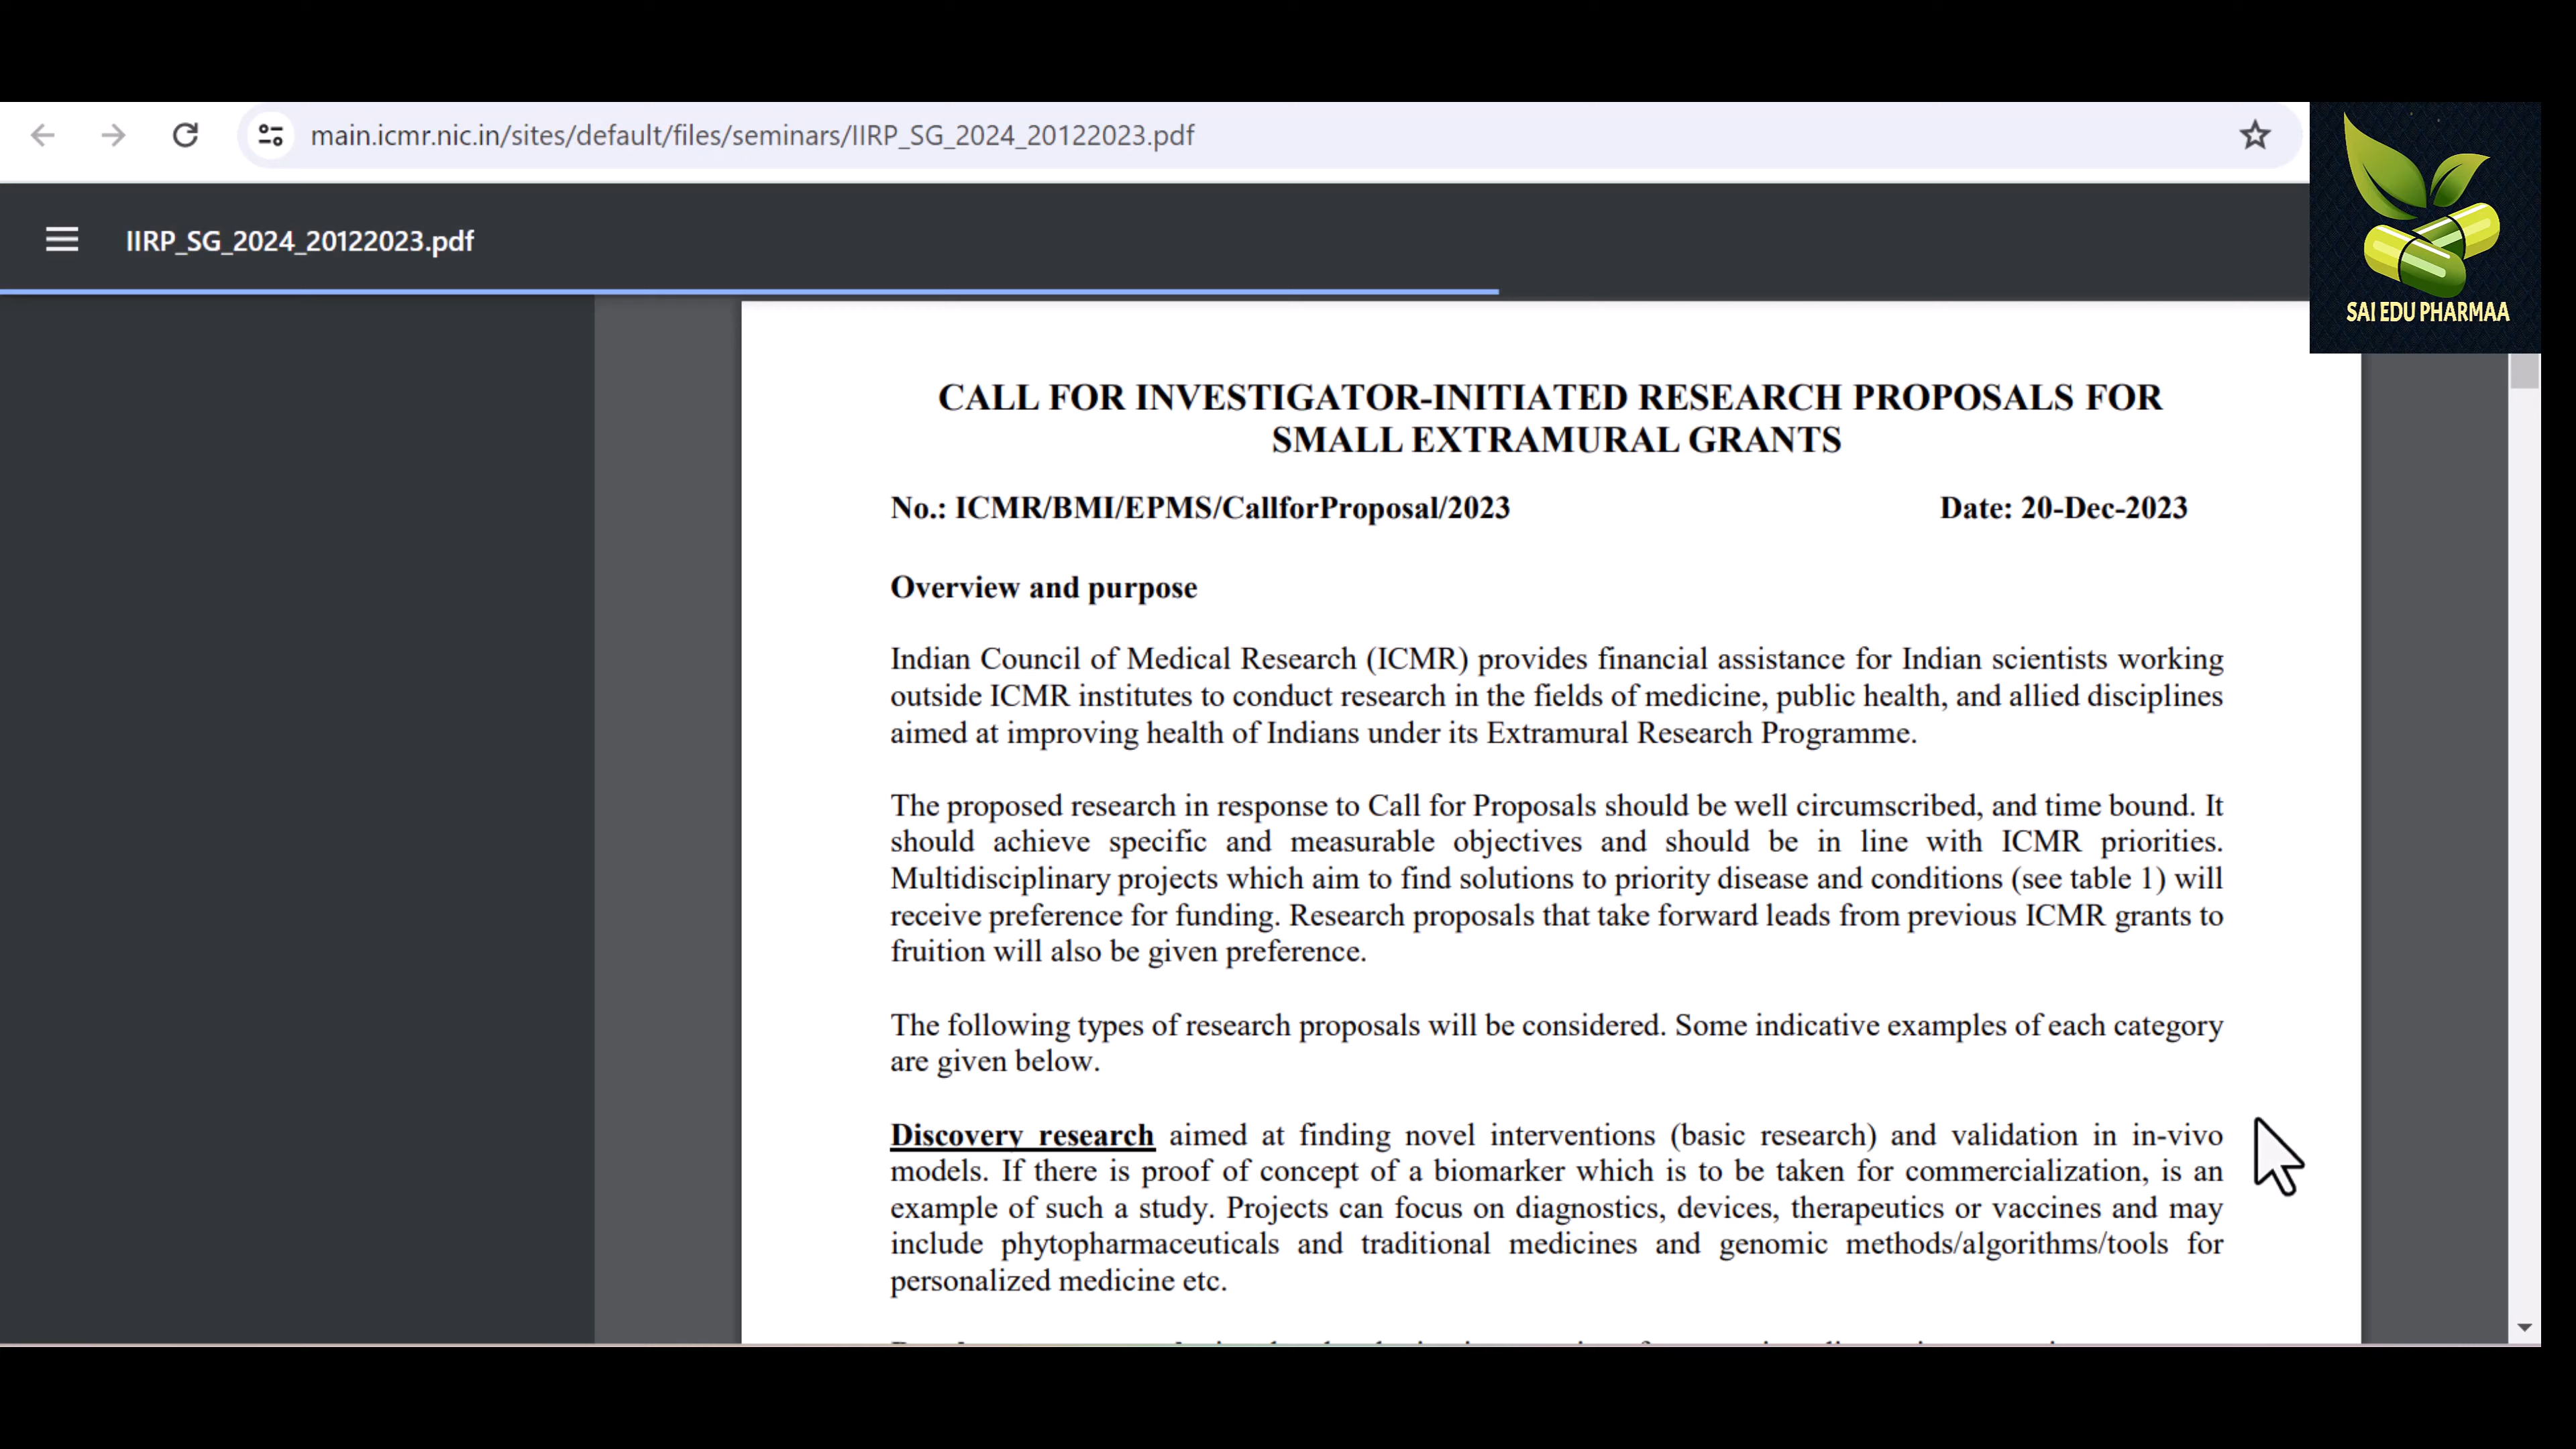 main.icmr.nic.in/sites/default/files/seminars/IIRP_SG_2024_20122023.pdf
SAI EDU PHARMAA
IIRP_SG_2024_20122023.pdf
CALL FOR INVESTIGATOR-INITIATED RESEARCH PROPOSALS FOR
SMALL EXTRAMURAL GRANTS
No.: ICMR/BMI/EPMS/CallforProposal/2023 Date: 20-Dec-2023
Overview and purpose
Indian Council of Medical Research (ICMR) provides financial assistance for Indian scientists working
outside ICMR institutes to conduct research in the fields of medicine, public health, and allied disciplines
aimed at improving health of Indians under its Extramural Research Programme.
The proposed research in response to Call for Proposals should be well circumscribed, and time bound. It
should achieve specific and measurable objectives and should be in line with ICMR priorities.
Multidisciplinary projects which aim to find solutions to priority disease and conditions (see table 1) will
receive preference for funding. Research proposals that take forward leads from previous ICMR grants to
fruition will also be given preference.
The following types of research proposals will be considered. Some indicative examples of each category
are given below.
Discovery research aimed at finding novel interventions (basic research) and validation in in-vivo
models. If there is proof of concept of a biomarker which is to be taken for commercialization, is an
example of such a study. Projects can focus on diagnostics, devices, therapeutics or vaccines and may
include phytopharmaceuticals and traditional medicines and genomic methods/algorithms/tools for
personalized medicine etc.